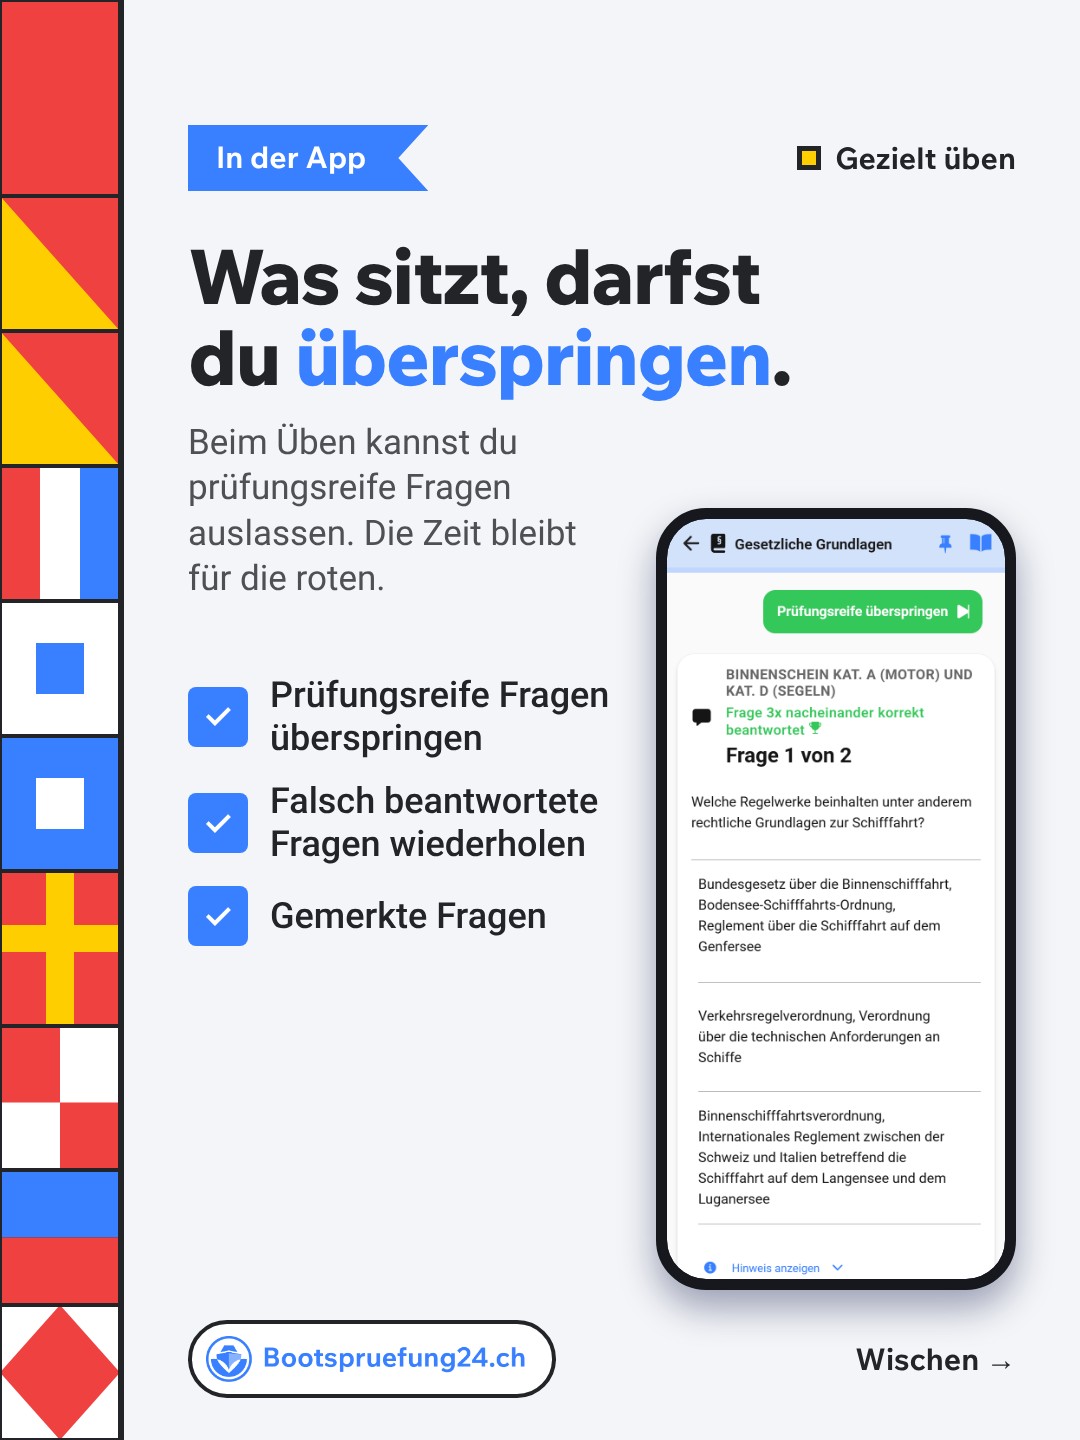 In der App
Gezielt üben
Was sitzt, darfst
du überspringen.
Beim Üben kannst du
prüfungsreife Fragen
auslassen. Die Zeit bleibt
für die roten.
Prüfungsreife Fragen
überspringen
Falsch beantwortete
Fragen wiederholen
Gemerkte Fragen
§
Gesetzliche Grundlagen
Prüfungsreife überspringen
BINNENSCHEIN KAT. A (MOTOR) UND
KAT. D (SEGELN)
Frage 3x nacheinander korrekt
beantwortet
Frage 1 von 2
Welche Regelwerke beinhalten unter anderem
rechtliche Grundlagen zur Schifffahrt?
Bundesgesetz über die Binnenschifffahrt,
Bodensee-Schifffahrts-Ordnung,
Reglement über die Schifffahrt auf dem
Genfersee
Verkehrsregelverordnung, Verordnung
über die technischen Anforderungen an
Schiffe
Binnenschifffahrtsverordnung,
Internationales Reglement zwischen der
Schweiz und Italien betreffend die
Schifffahrt auf dem Langensee und dem
Luganersee
Hinweis anzeigen
Bootspruefung24.ch
Wischen →